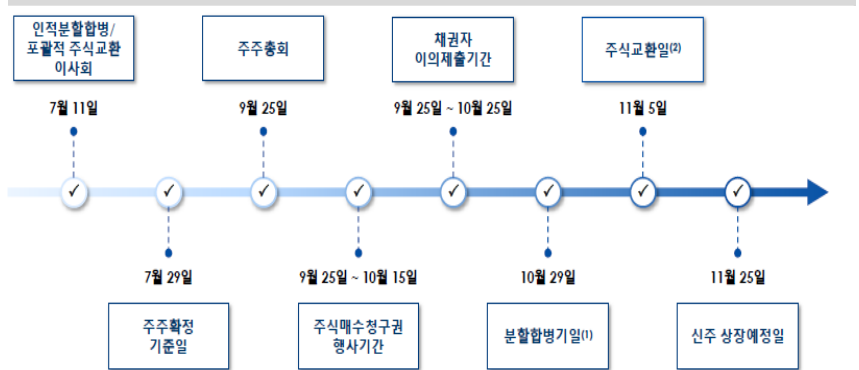 인적분할합병/
포괄적 주식교환
이사회
7월 11일
주주총회
9월 25일
채권자
이의제출기간
9월 25일 ~ 10월 25일
주식교환일(2)
11월 5일
7월 29일
주주확정
기준일
9월 25일 ~ 10월 15일
주식매수청구권
행사기간
10월 29일
분할합병기일(1)
11월 25일
신주 상장예정일